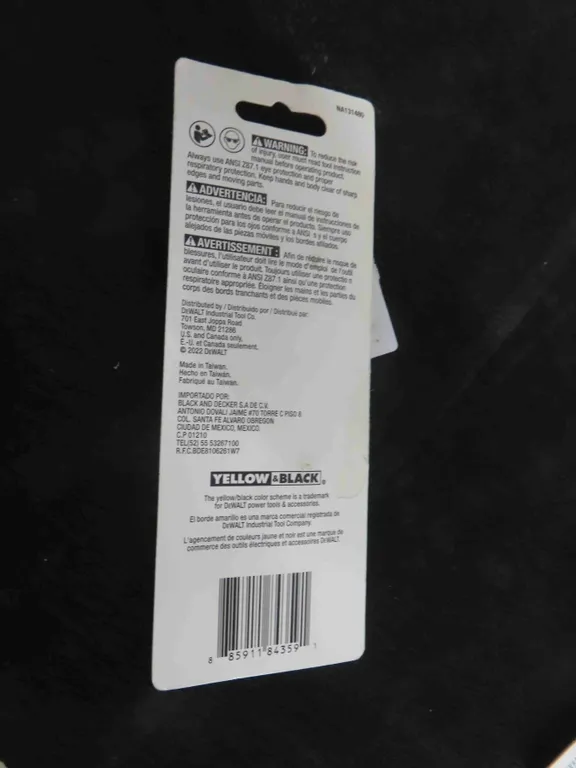 NA131460
⚠ WARNING: To reduce the risk
of injury, user must read tool instruction
manual before operating product.
Always use ANSI Z87.1 eye protection and proper
respiratory protection. Keep hands and body clear of sharp
edges and moving parts.
⚠ ADVERTENCIA: Para reducir el riesgo de
lesiones, el usuario debe leer el manual de instrucciones de
la herramienta antes de operar el producto. Siempre use
protección para los ojos conforme a ANSI y el cuerpo
alejados de las piezas móviles y los bordes afilados.
⚠ AVERTISSEMENT : Afin de réduire le risque de
blessures, l'utilisateur doit lire le mode d'emploi de l'outil
avant d'utiliser le produit. Toujours utiliser une protection
oculaire conforme à ANSI Z87.1 ainsi qu'une protection
respiratoire appropriée. Éloigner les mains et les parties du
corps des bords tranchants et des pièces mobiles.
Distributed by / Distribuido por / Distribué par:
DEWALT Industrial Tool Co.
701 East Joppa Road
Towson, MD 21286
U.S. and Canada only,
É.-U. et Canada seulement.
© 2022 DEWALT
Made in Taiwan.
Hecho en Taiwán.
Fabriqué au Taiwan.
IMPORTADO POR:
BLACK AND DECKER S.A DE C.V.
ANTONIO DOVALI JAIME #70 TORRE C PISO 8
COL. SANTA FE ALVARO OBREGON
CIUDAD DE MEXICO, MEXICO.
C.P 01210
TEL(52) 55 53267100
R.F.C.BDE8106261W7
YELLOW & BLACK®
The yellow/black color scheme is a trademark
for DEWALT power tools & accessories.
El borde amarillo es una marca comercial registrada de
DEWALT Industrial Tool Company.
L'agencement de couleurs jaune et noir est une marque de
commerce des outils électriques et accessoires DEWALT
8 85911 84359 1